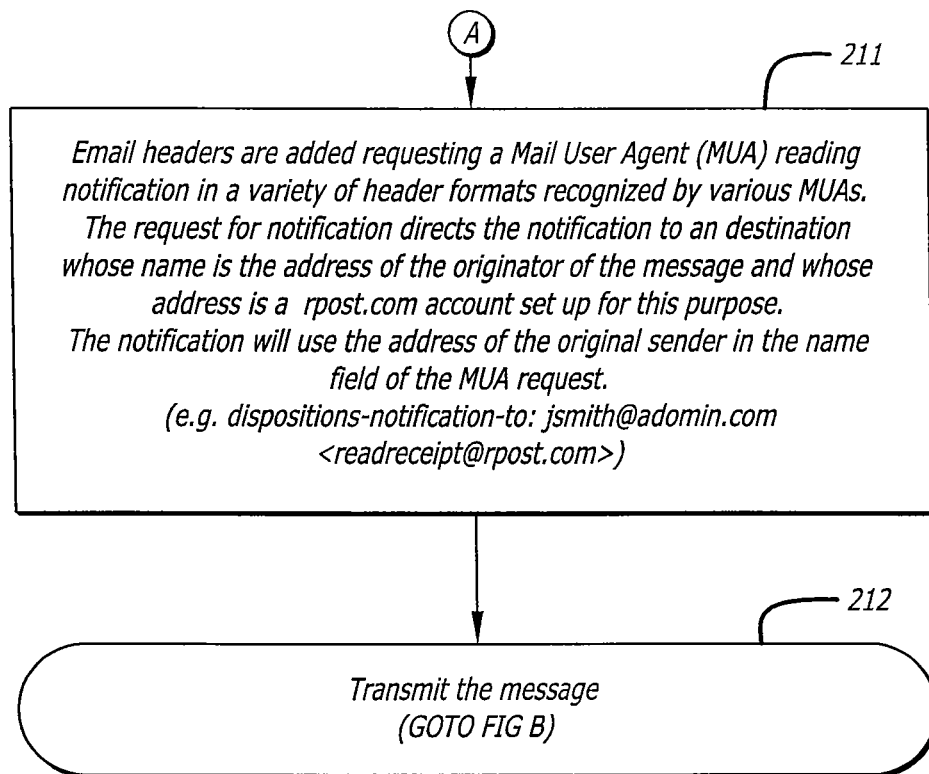 A
211
Email headers are added requesting a Mail User Agent (MUA) reading
notification in a variety of header formats recognized by various MUAs.
The request for notification directs the notification to an destination
whose name is the address of the originator of the message and whose
address is a rpost.com account set up for this purpose.
The notification will use the address of the original sender in the name
field of the MUA request.
(e.g. dispositions-notification-to: jsmith@adomin.com
<readreceipt@rpost.com>)
212
Transmit the message
(GOTO FIG B)